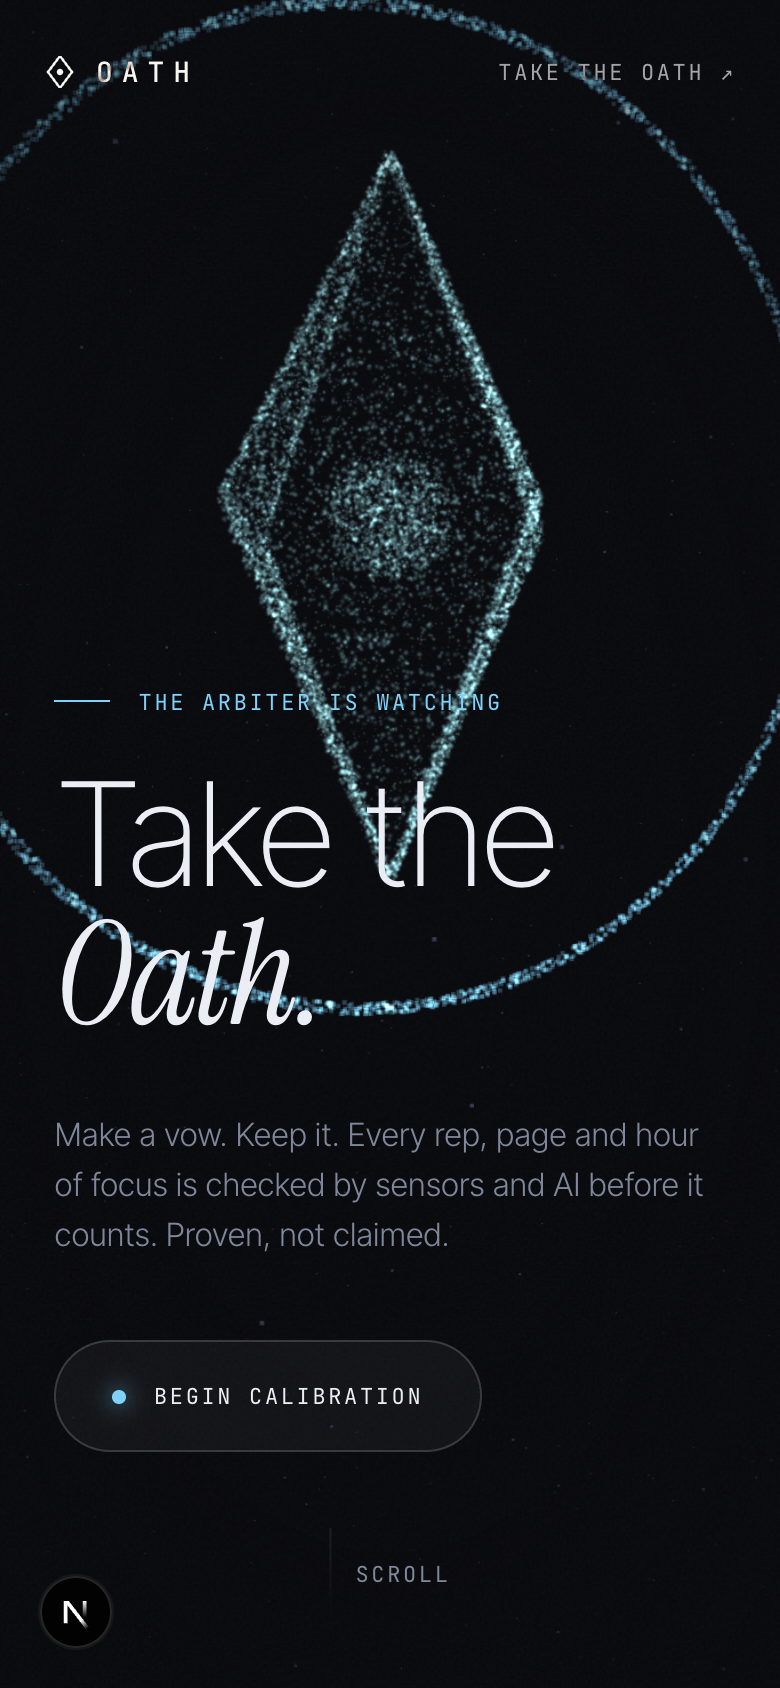 OATH
TAKE THE OATH ↗
THE ARBITER IS WATCHING
Take the
Oath.
Make a vow. Keep it. Every rep, page and hour
of focus is checked by sensors and AI before it
counts. Proven, not claimed.
BEGIN CALIBRATION
SCROLL
N